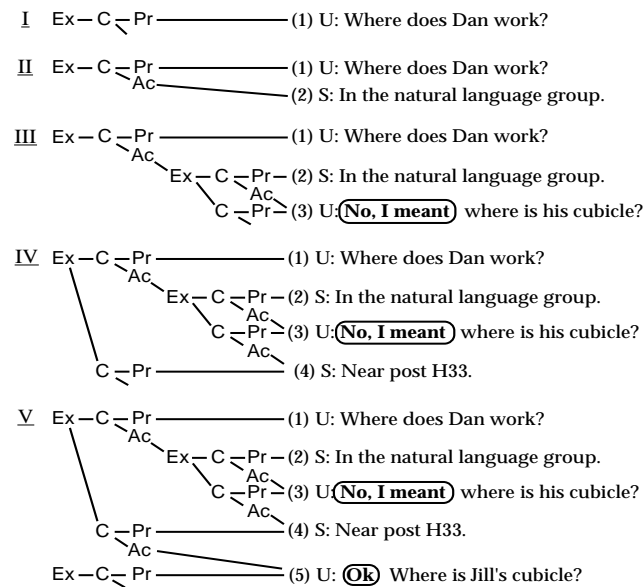 I Ex C Pr (1) U: Where does Dan work?
II Ex C Pr (1) U: Where does Dan work?
Ac (2) S: In the natural language group.
III Ex C Pr (1) U: Where does Dan work?
Ac
Ex C Pr (2) S: In the natural language group.
Ac
C Pr (3) U: No, I meant where is his cubicle?
IV Ex C Pr (1) U: Where does Dan work?
Ac
Ex C Pr (2) S: In the natural language group.
Ac
C Pr (3) U: No, I meant where is his cubicle?
Ac
C Pr (4) S: Near post H33.
V Ex C Pr (1) U: Where does Dan work?
Ac
Ex C Pr (2) S: In the natural language group.
Ac
C Pr (3) U: No, I meant where is his cubicle?
Ac
C Pr (4) S: Near post H33.
Ac
Ex C Pr (5) U: Ok Where is Jill's cubicle?